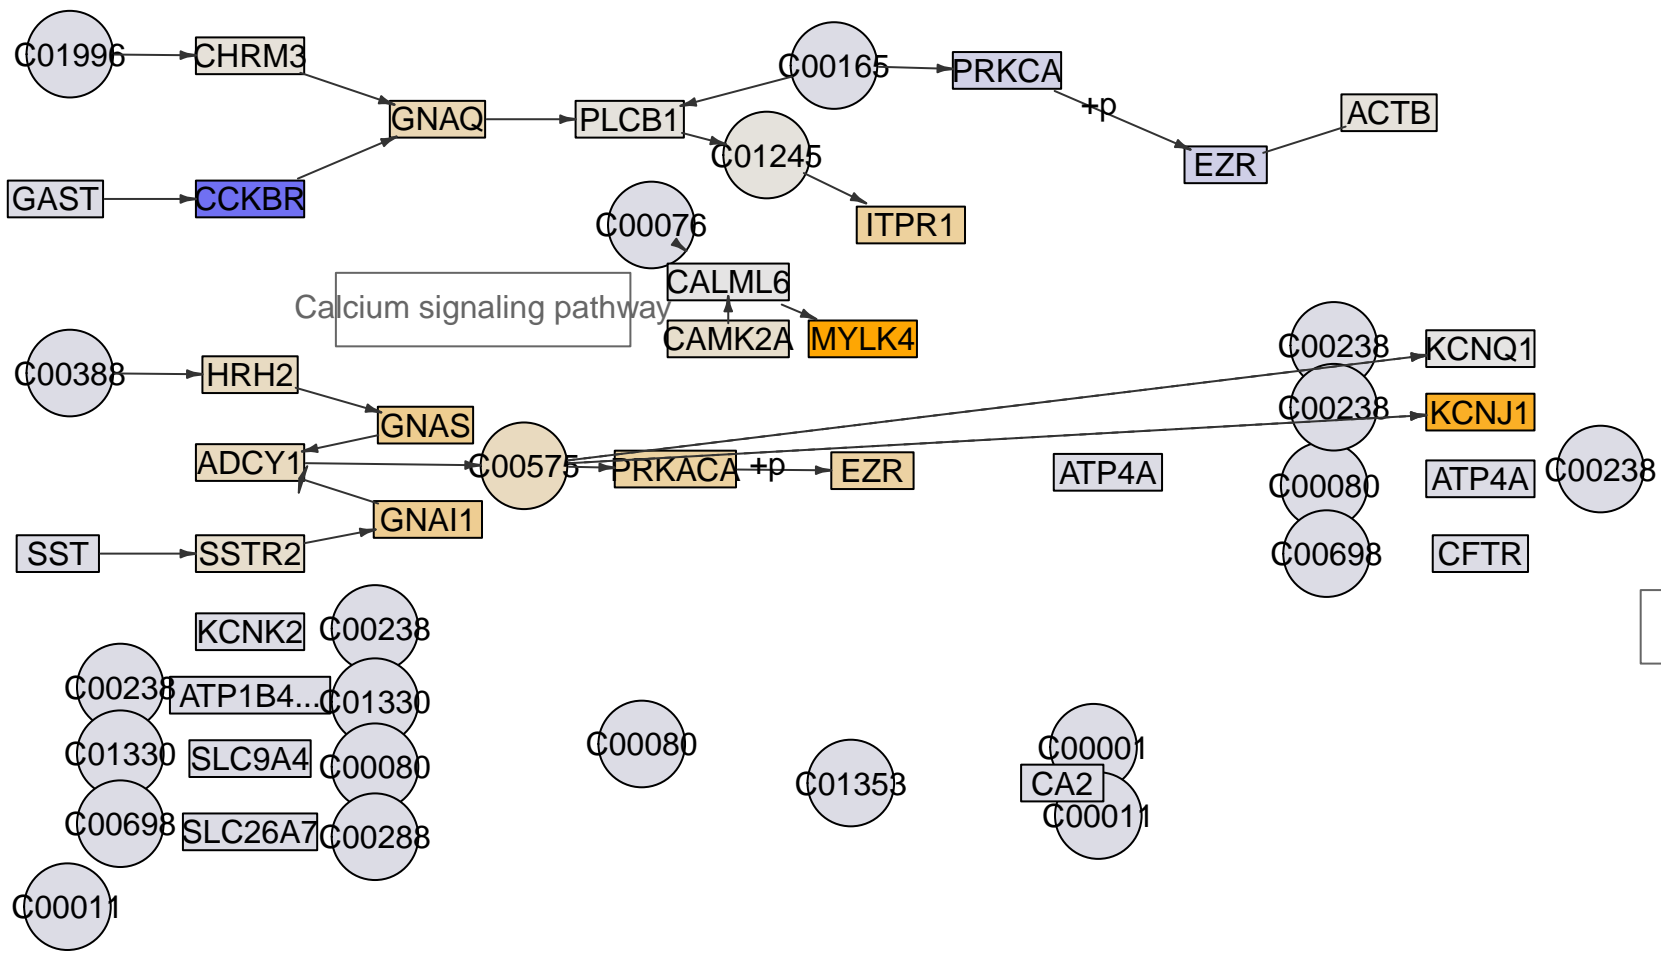 C01996
CHRM3
C00165
PRKCA
+p
ACTB
GNAQ
PLCB1
C01245
EZR
GAST
CCKBR
C00076
ITPR1
CALML6
Calcium signaling pathway
CAMK2A
MYLK4
C00238
KCNQ1
C00388
HRH2
C00238
KCNJ1
GNAS
ADCY1
C00575
PRKACA
+p
EZR
ATP4A
C00080
ATP4A
C00238
GNAI1
SST
SSTR2
C00698
CFTR
KCNK2
C00238
C00238
ATP1B4...
C01330
C01330
SLC9A4
C00080
C00080
C01353
C00001
CA2
C00011
C00698
SLC26A7
C00288
C00011